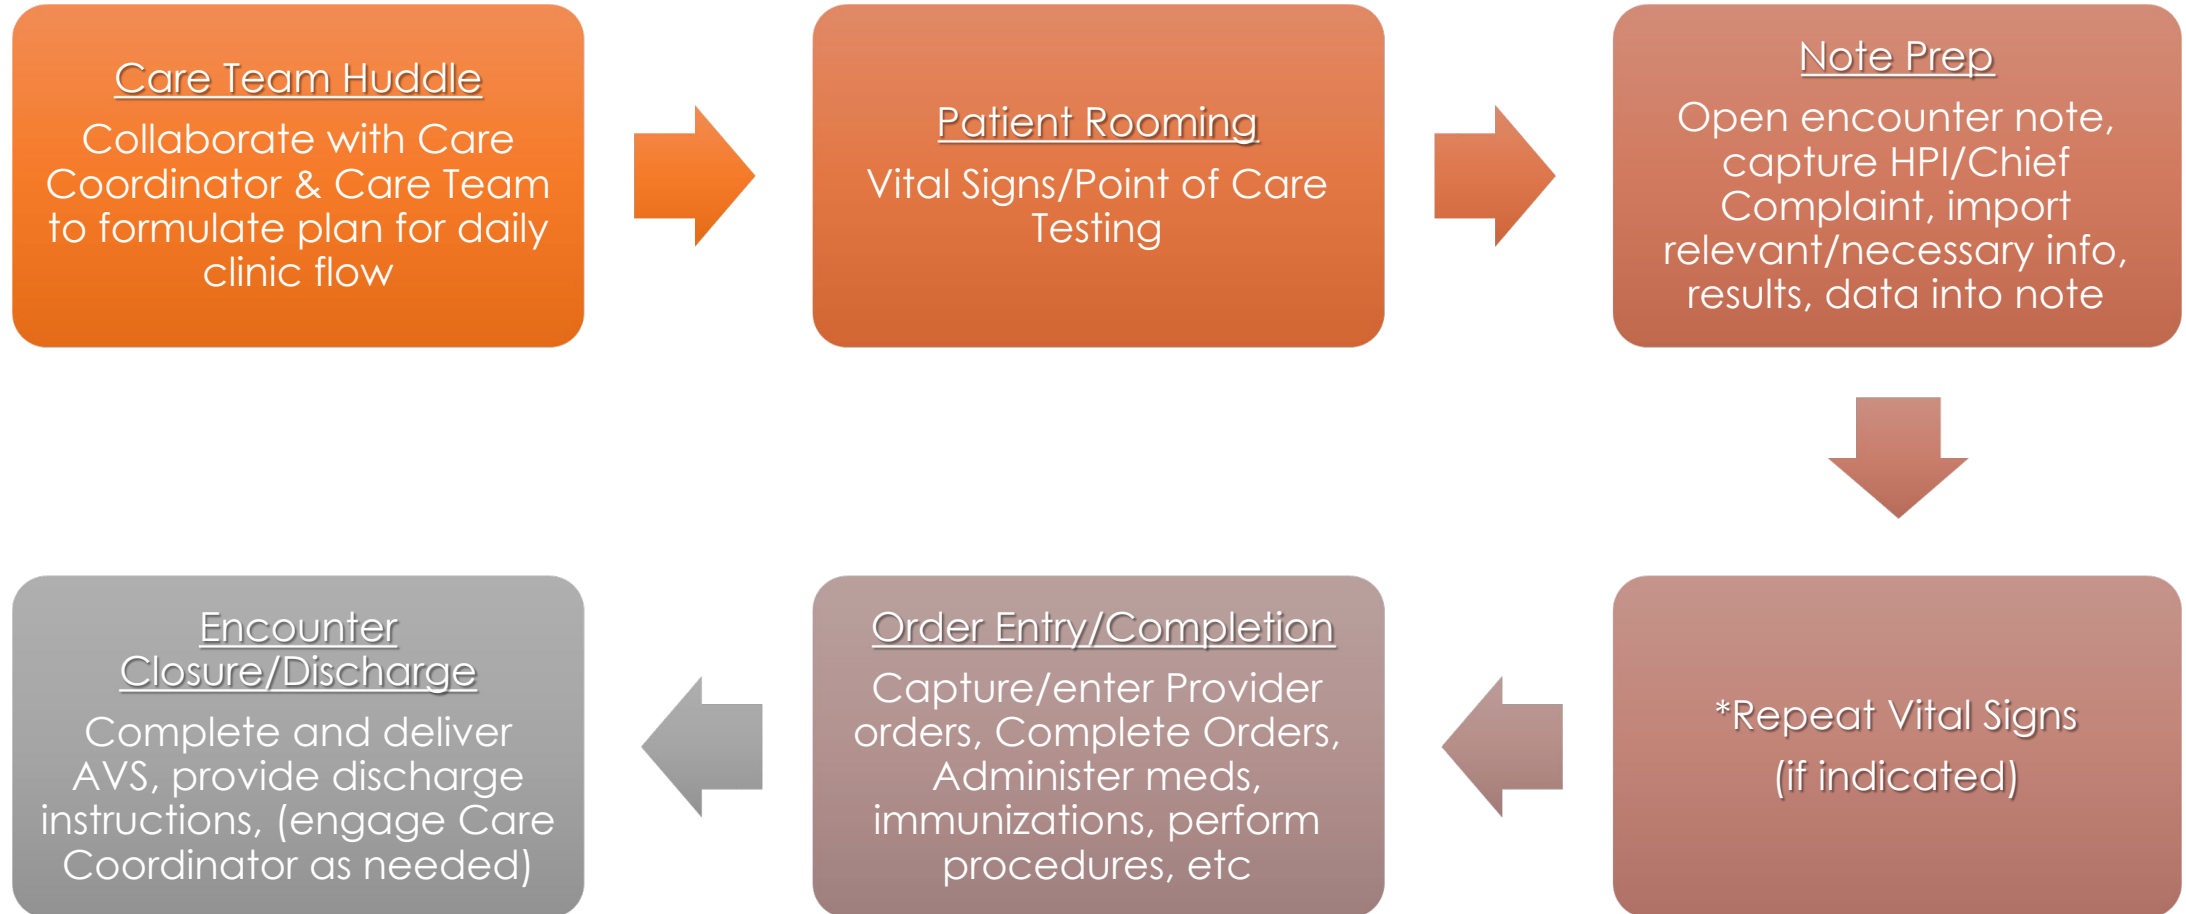 Care Team Huddle
Collaborate with Care
Coordinator & Care Team
to formulate plan for daily
clinic flow
Patient Rooming
Vital Signs/Point of Care
Testing
Note Prep
Open encounter note,
capture HPI/Chief
Complaint, import
relevant/necessary info,
results, data into note
*Repeat Vital Signs
(if indicated)
Order Entry/Completion
Capture/enter Provider
orders, Complete Orders,
Administer meds,
immunizations, perform
procedures, etc
Encounter
Closure/Discharge
Complete and deliver
AVS, provide discharge
instructions, (engage Care
Coordinator as needed)